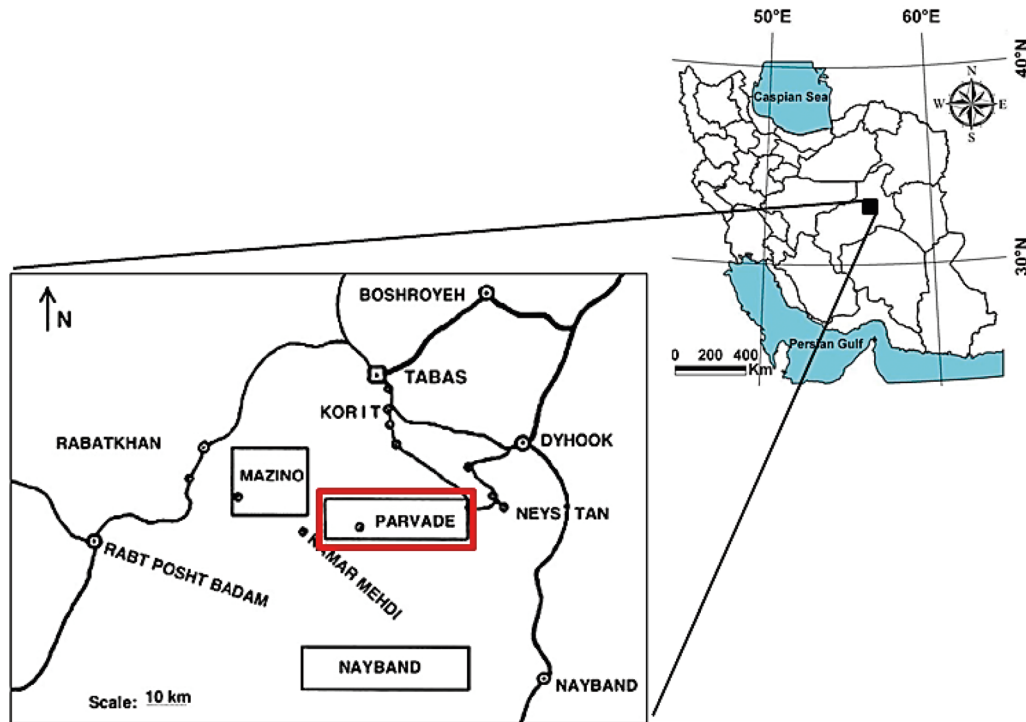 50°E
60°E
40°N
30°N
N
W
E
S
Caspian Sea
Persian Gulf
0 200 400
Km
N
BOSHROYEH
TABAS
KORIT
RABATKHAN
DYHOOK
MAZINO
PARVADE
NEYSTAN
KAMAR MEHDI
RABT POSHT BADAM
NAYBAND
NAYBAND
Scale: 10 km